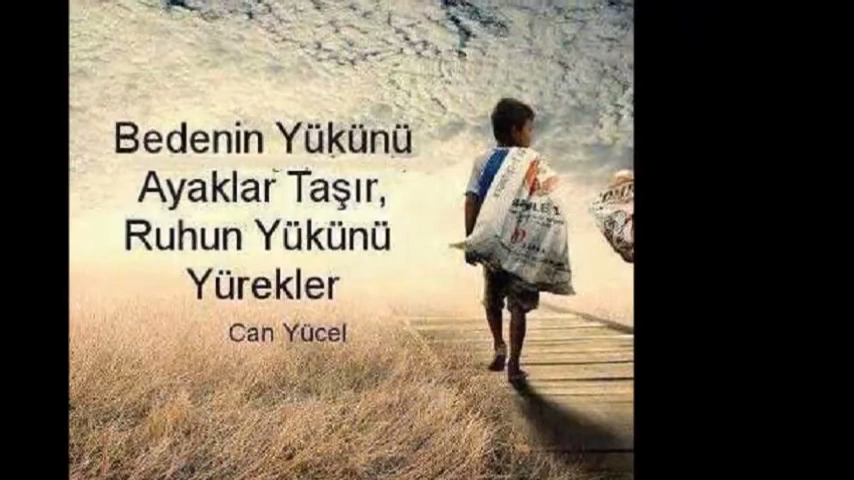 Bedenin Yükünü
Ayaklar Taşır,
Ruhun Yükünü
Yürekler
Can Yücel